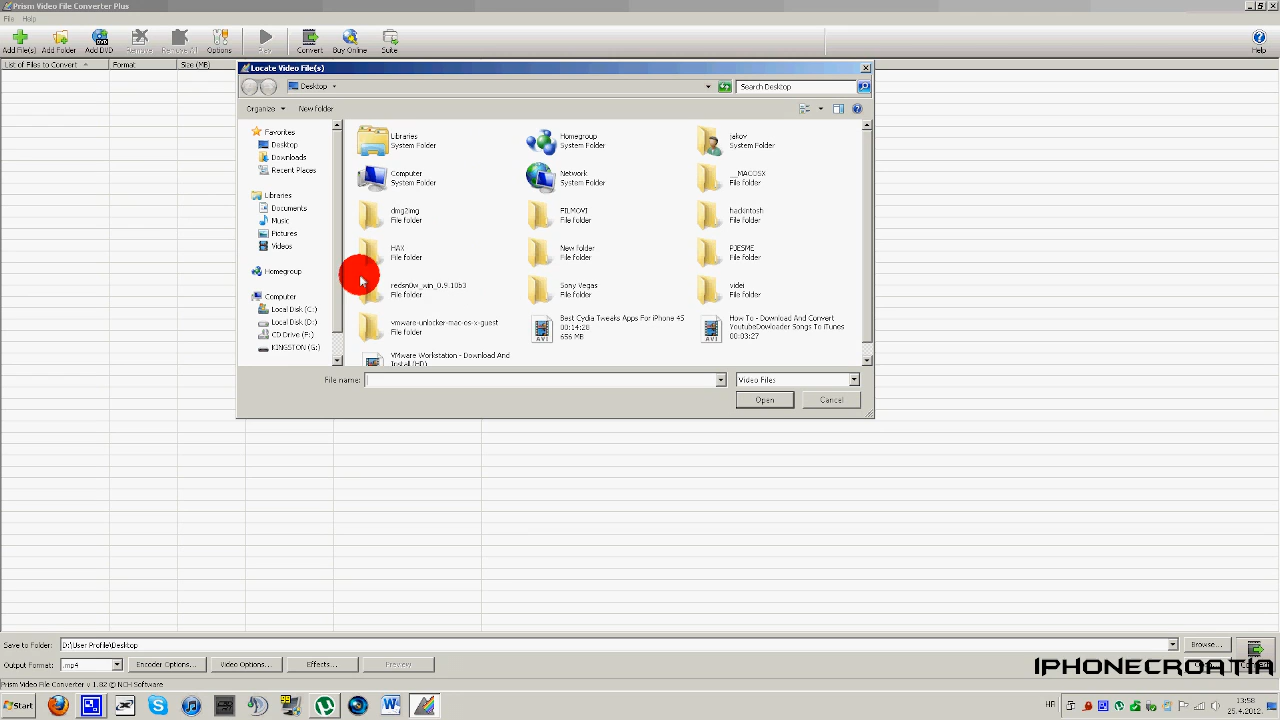 Prism Video File Converter Plus
File Help
Add File(s) Add Folder Add DVD Remove Remove All Options Play Convert Buy Online Suite Help
List of Files to Convert Format Size (MB)
Locate Video File(s)
Desktop
Search Desktop
Organize New folder
Favorites
Desktop
Downloads
Recent Places
Libraries
Documents
Music
Pictures
Videos
Homegroup
Computer
Local Disk (C:)
Local Disk (D:)
CD Drive (F:)
KINGSTON (G:)
Libraries
System Folder
Homegroup
System Folder
jakov
System Folder
Computer
System Folder
Network
System Folder
__MACOSX
File folder
dmg2img
File folder
FILMOVI
File folder
hackintosh
File folder
HAX
File folder
New folder
File folder
PJESME
File folder
redsn0w_win_0.9.10b3
File folder
Sony Vegas
File folder
videi
File folder
vmware-unlocker-mac-os-x-guest
File folder
Best Cydia Tweaks Apps For iPhone 4S
00:14:28
656 MB
How To - Download And Convert
YoutubeDowloader Songs To iTunes
00:03:27
VMware Workstation - Download And
Install (HD)
File name:
Video Files
Open Cancel
Save to Folder: D:\User Profile\Desktop Browse...
Output Format: .mp4 Encoder Options... Video Options... Effects... Preview
IPHONECROATIA
Prism Video File Converter v 1.82 © NCH Software
Start
HR
13:58
25.4.2012.